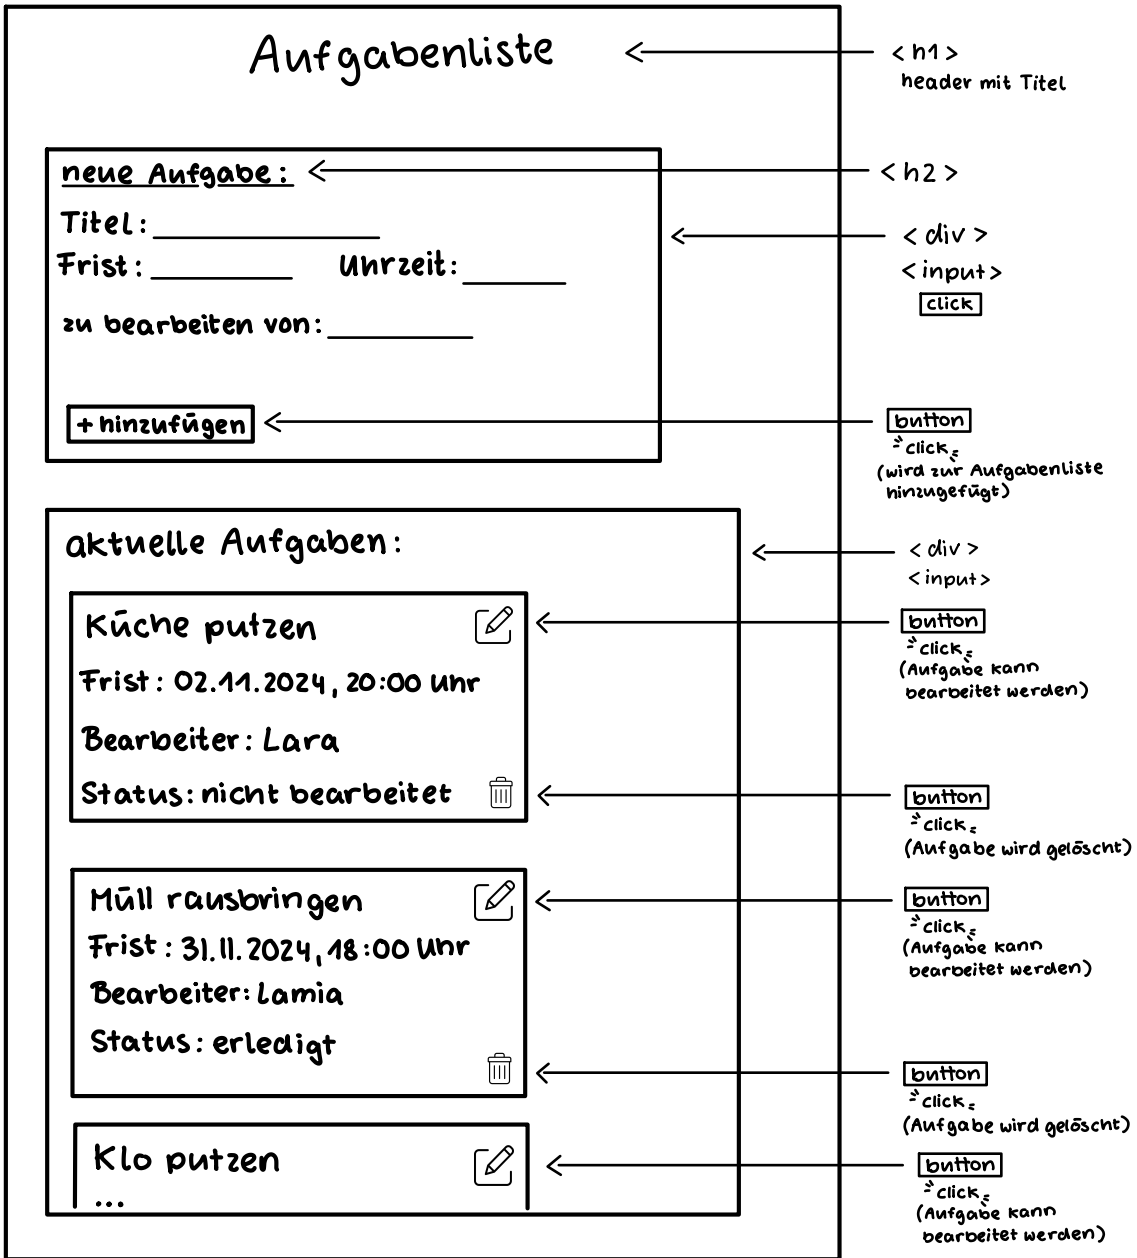 Aufgabenliste
<h1>
header mit Titel
neue Aufgabe:
<h2>
Titel:
<div>
Frist: Uhrzeit:
<input>
click
zu bearbeiten von:
+ hinzufügen
button
click
(wird zur Aufgabenliste
hinzugefügt)
aktuelle Aufgaben:
<div>
<input>
Küche putzen
button
click
(Aufgabe kann
bearbeitet werden)
Frist: 02.11.2024, 20:00 Uhr
Bearbeiter: Lara
Status: nicht bearbeitet
button
click
(Aufgabe wird gelöscht)
Müll rausbringen
button
click
(Aufgabe kann
bearbeitet werden)
Frist: 31.11.2024, 18:00 Uhr
Bearbeiter: Lamia
Status: erledigt
button
click
(Aufgabe wird gelöscht)
Klo putzen
...
button
click
(Aufgabe kann
bearbeitet werden)